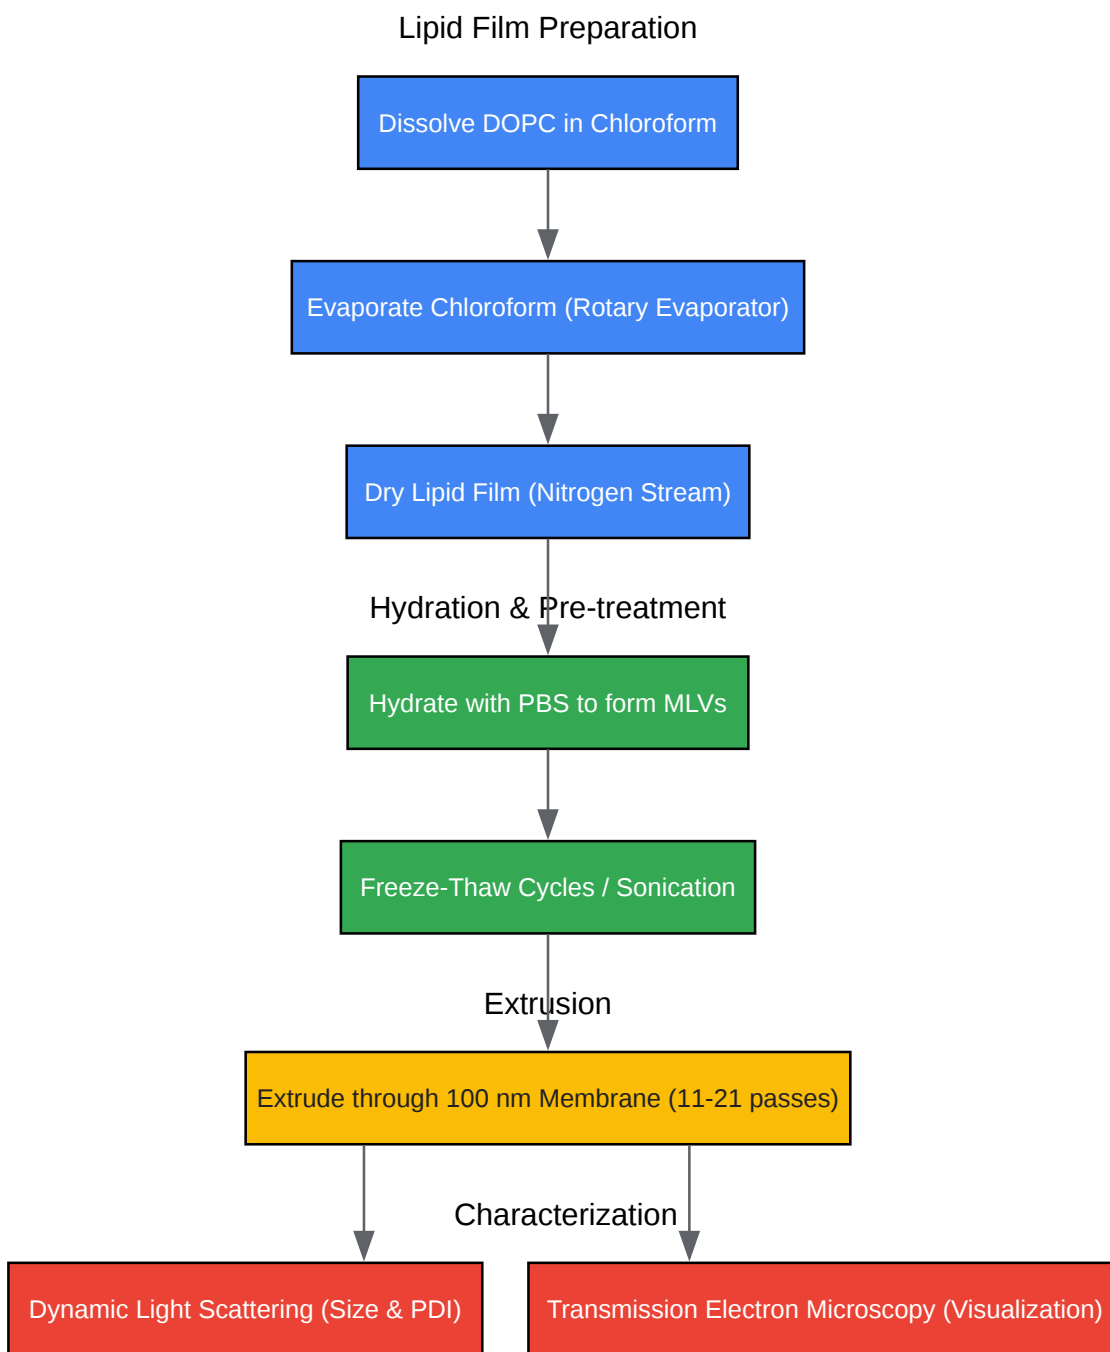 Lipid Film Preparation
Dissolve DOPC in Chloroform
Evaporate Chloroform (Rotary Evaporator)
Dry Lipid Film (Nitrogen Stream)
Hydration & Pre-treatment
Hydrate with PBS to form MLVs
Freeze-Thaw Cycles / Sonication
Extrusion
Extrude through 100 nm Membrane (11-21 passes)
Characterization
Dynamic Light Scattering (Size & PDI)
Transmission Electron Microscopy (Visualization)